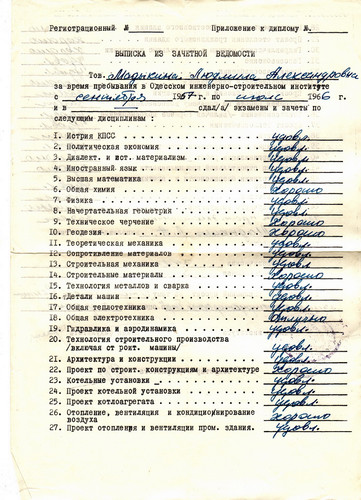 Регистрационный №. Приложение к диплому №.
ВЫПИСКА ИЗ ЗАЧЕТНОЙ ВЕДОМОСТИ
Тов. Мадыкина Людмила Александровна
за время пребывания в Одесском инженерно-строительном институте
с сентября 1957г. по июль 1966 г.
и в сдал/а/ экзамены и зачеты по
следующим дисциплинам :
1. Истрия КПСС удовл.
2. Политическая экономия удовл.
3. Диалект. и ист. материализм удовл.
4. Иностранный язык удовл.
5. Высшая математика удовл.
6. Общая химия хорошо
7. Физика удовл.
8. Начертательная геометрия удовл.
9. Техническое черчение хорошо
10. Геодезия хорошо
11. Теоретическая механика удовл.
12. Сопротивление материалов удовл.
13. Строительная механика удовл.
14. Строительные материалы хорошо
15. Технология металлов и сварка удовл.
16. Детали машин удовл.
17. Общая теплотехника удовл.
18. Общая электротехника отлично
19. Гидравлика и аэродинамика удовл.
20. Технология строительного производства
/включая от роит. машины/ удовл.
21. Архитектура и конструкции удовл.
22. Проект по строит. конструкциям и архитектуре хорошо
23. Котельные установки удовл.
24. Проект котельной установки удовл.
25. Проект котлоагрегата удовл.
26. Отопление, вентиляция и кондиционирование
воздуха хорошо
27. Проект отопления и вентиляции пром. здания. удовл.